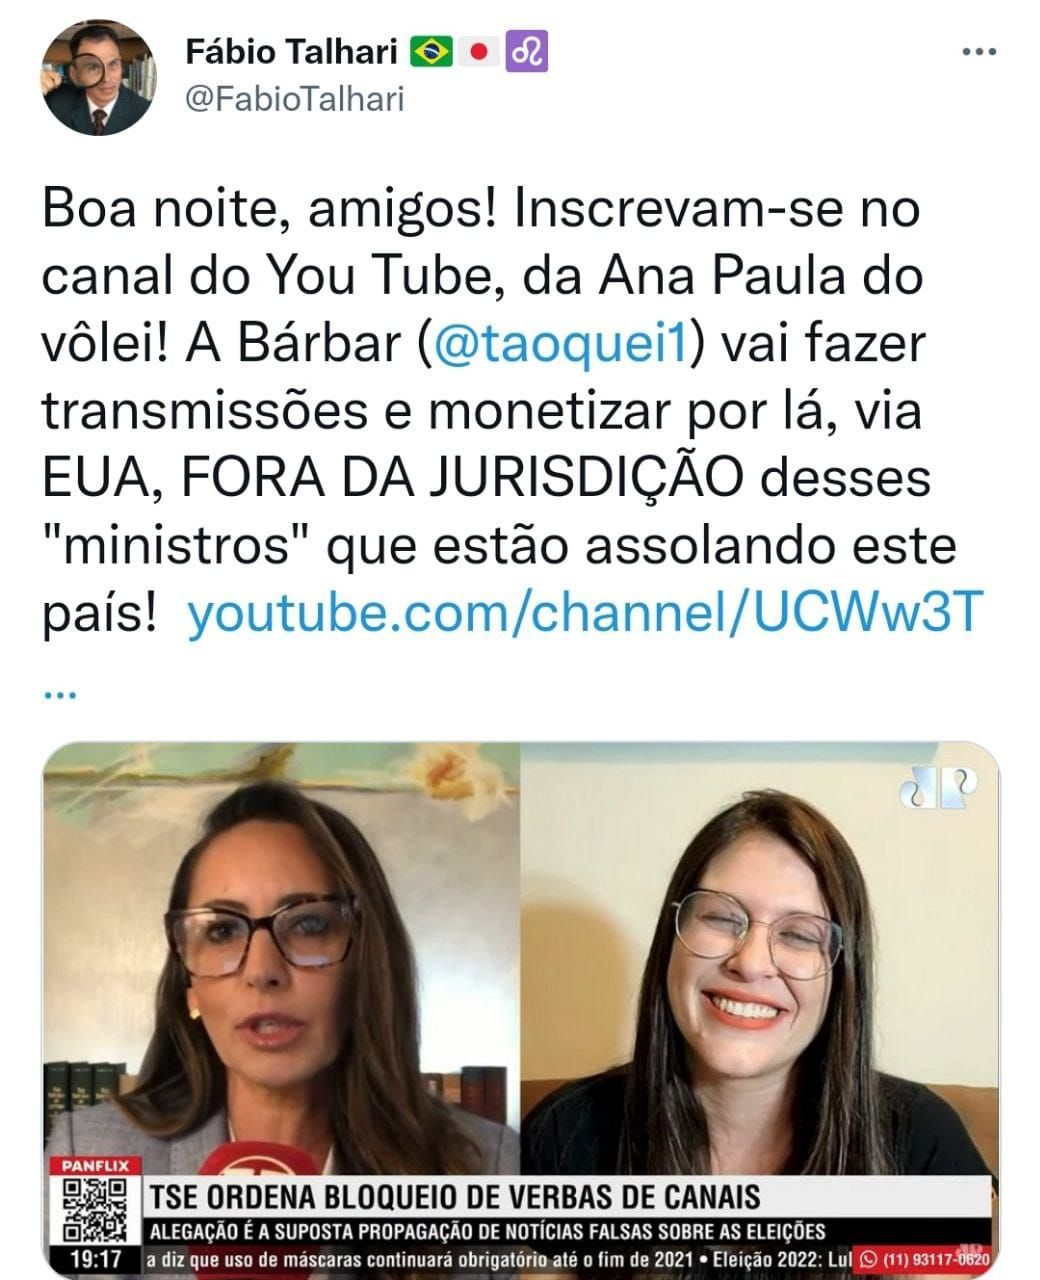 Fábio Talhari
@FabioTalhari
Boa noite, amigos! Inscrevam-se no
canal do You Tube, da Ana Paula do
vôlei! A Bárbar (@taoquei1) vai fazer
transmissões e monetizar por lá, via
EUA, FORA DA JURISDIÇÃO desses
"ministros" que estão assolando este
país! youtube.com/channel/UCWw3T
...
JP
PANFLIX
TSE ORDENA BLOQUEIO DE VERBAS DE CANAIS
ALEGAÇÃO É A SUPOSTA PROPAGAÇÃO DE NOTÍCIAS FALSAS SOBRE AS ELEIÇÕES
19:17 a diz que uso de máscaras continuará obrigatório até o fim de 2021 • Eleição 2022: Lul (11) 93117-0620